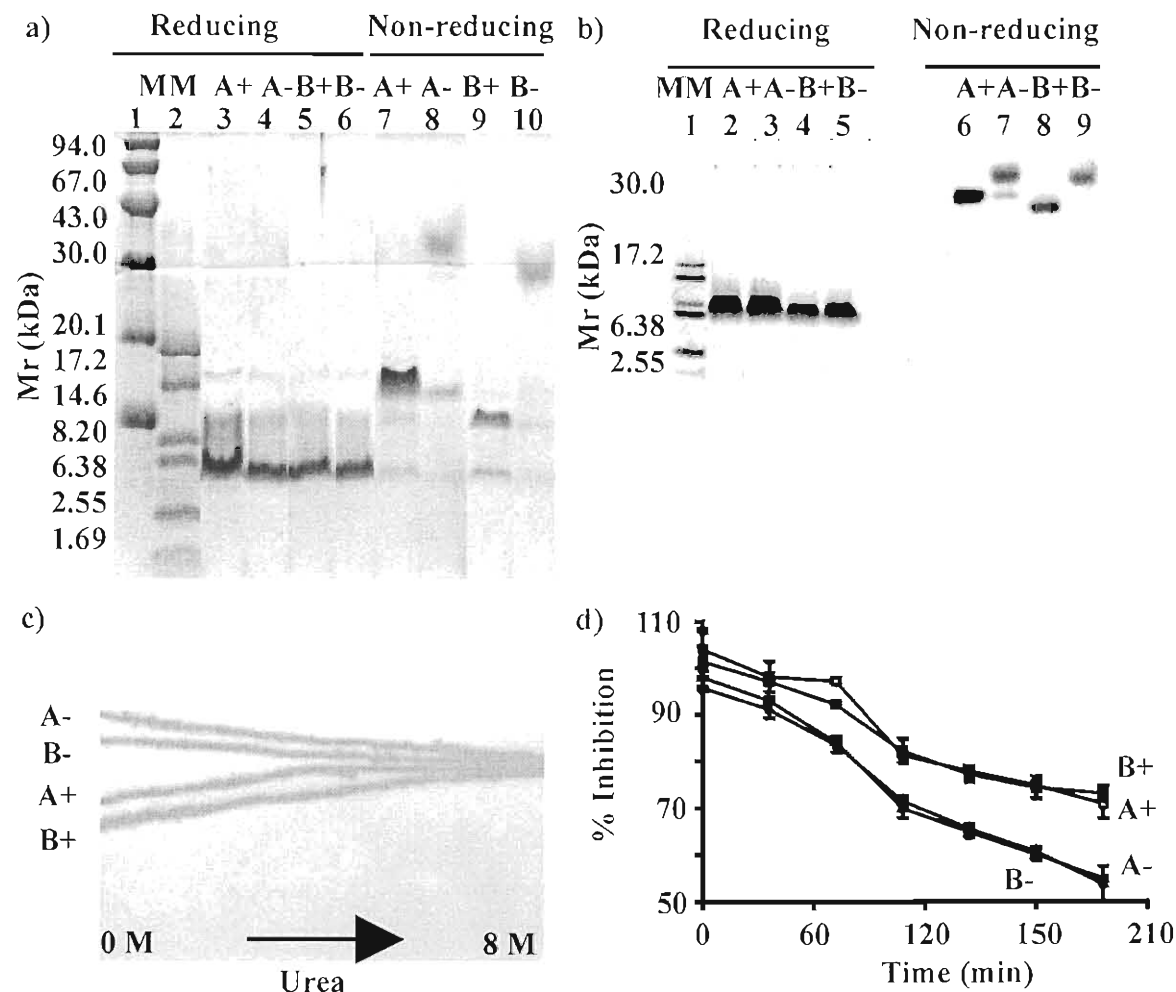 a)
Reducing Non-reducing
MM A+ A-B+B- A+ A- B+ B-
1 2 3 4 5 6 7 8 9 10
94.0
67.0
43.0
30.0
20.1
17.2
14.6
8.20
6.38
2.55
1.69
Mr (kDa)
b)
Reducing Non-reducing
MM A+A-B+B- A+A-B+B-
1 2 3 4 5 6 7 8 9
30.0
17.2
6.38
2.55
Mr (kDa)
c)
A-
B-
A+
B+
0 M 8 M
Urea
d)
110
90
70
50
% Inhibition
B+
A+
A-
B-
0 60 120 150 210
Time (min)